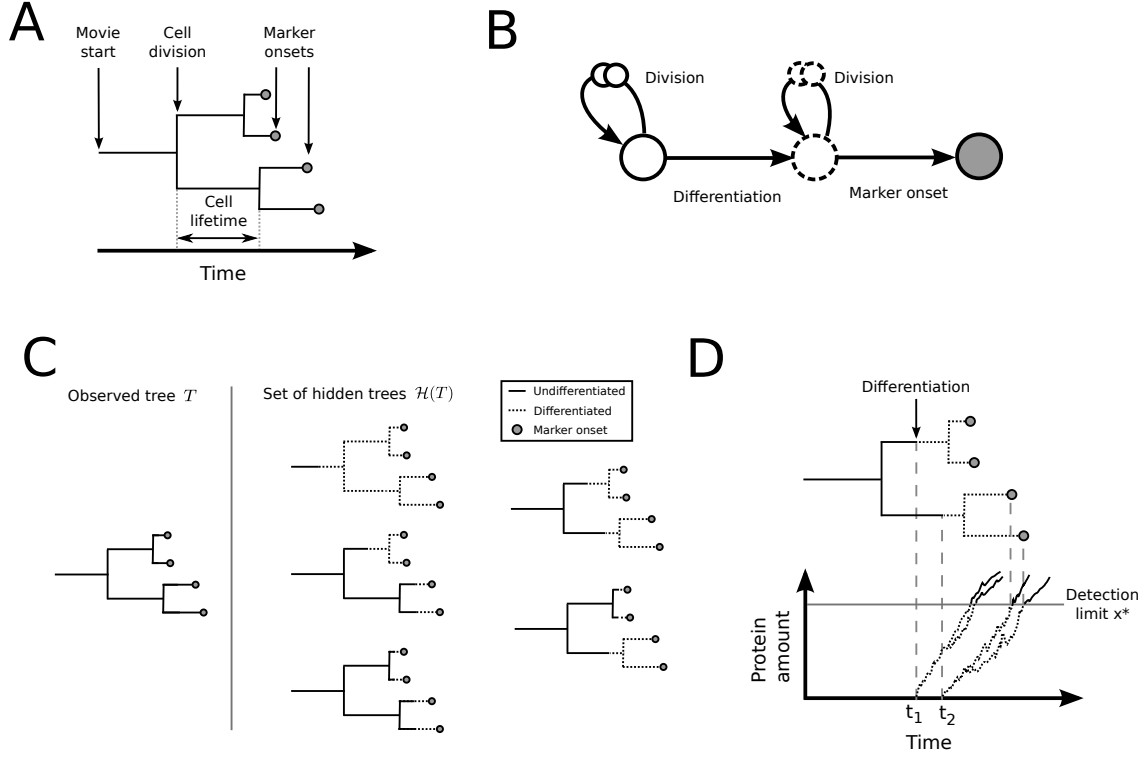 A
Movie
start
Cell
division
Marker
onsets
Cell
lifetime
Time
B
Division
Division
Differentiation
Marker onset
C
Observed tree T
Set of hidden trees ℋ(T)
Undifferentiated
Differentiated
Marker onset
D
Differentiation
Detection
limit x*
Protein
amount
t₁
t₂
Time